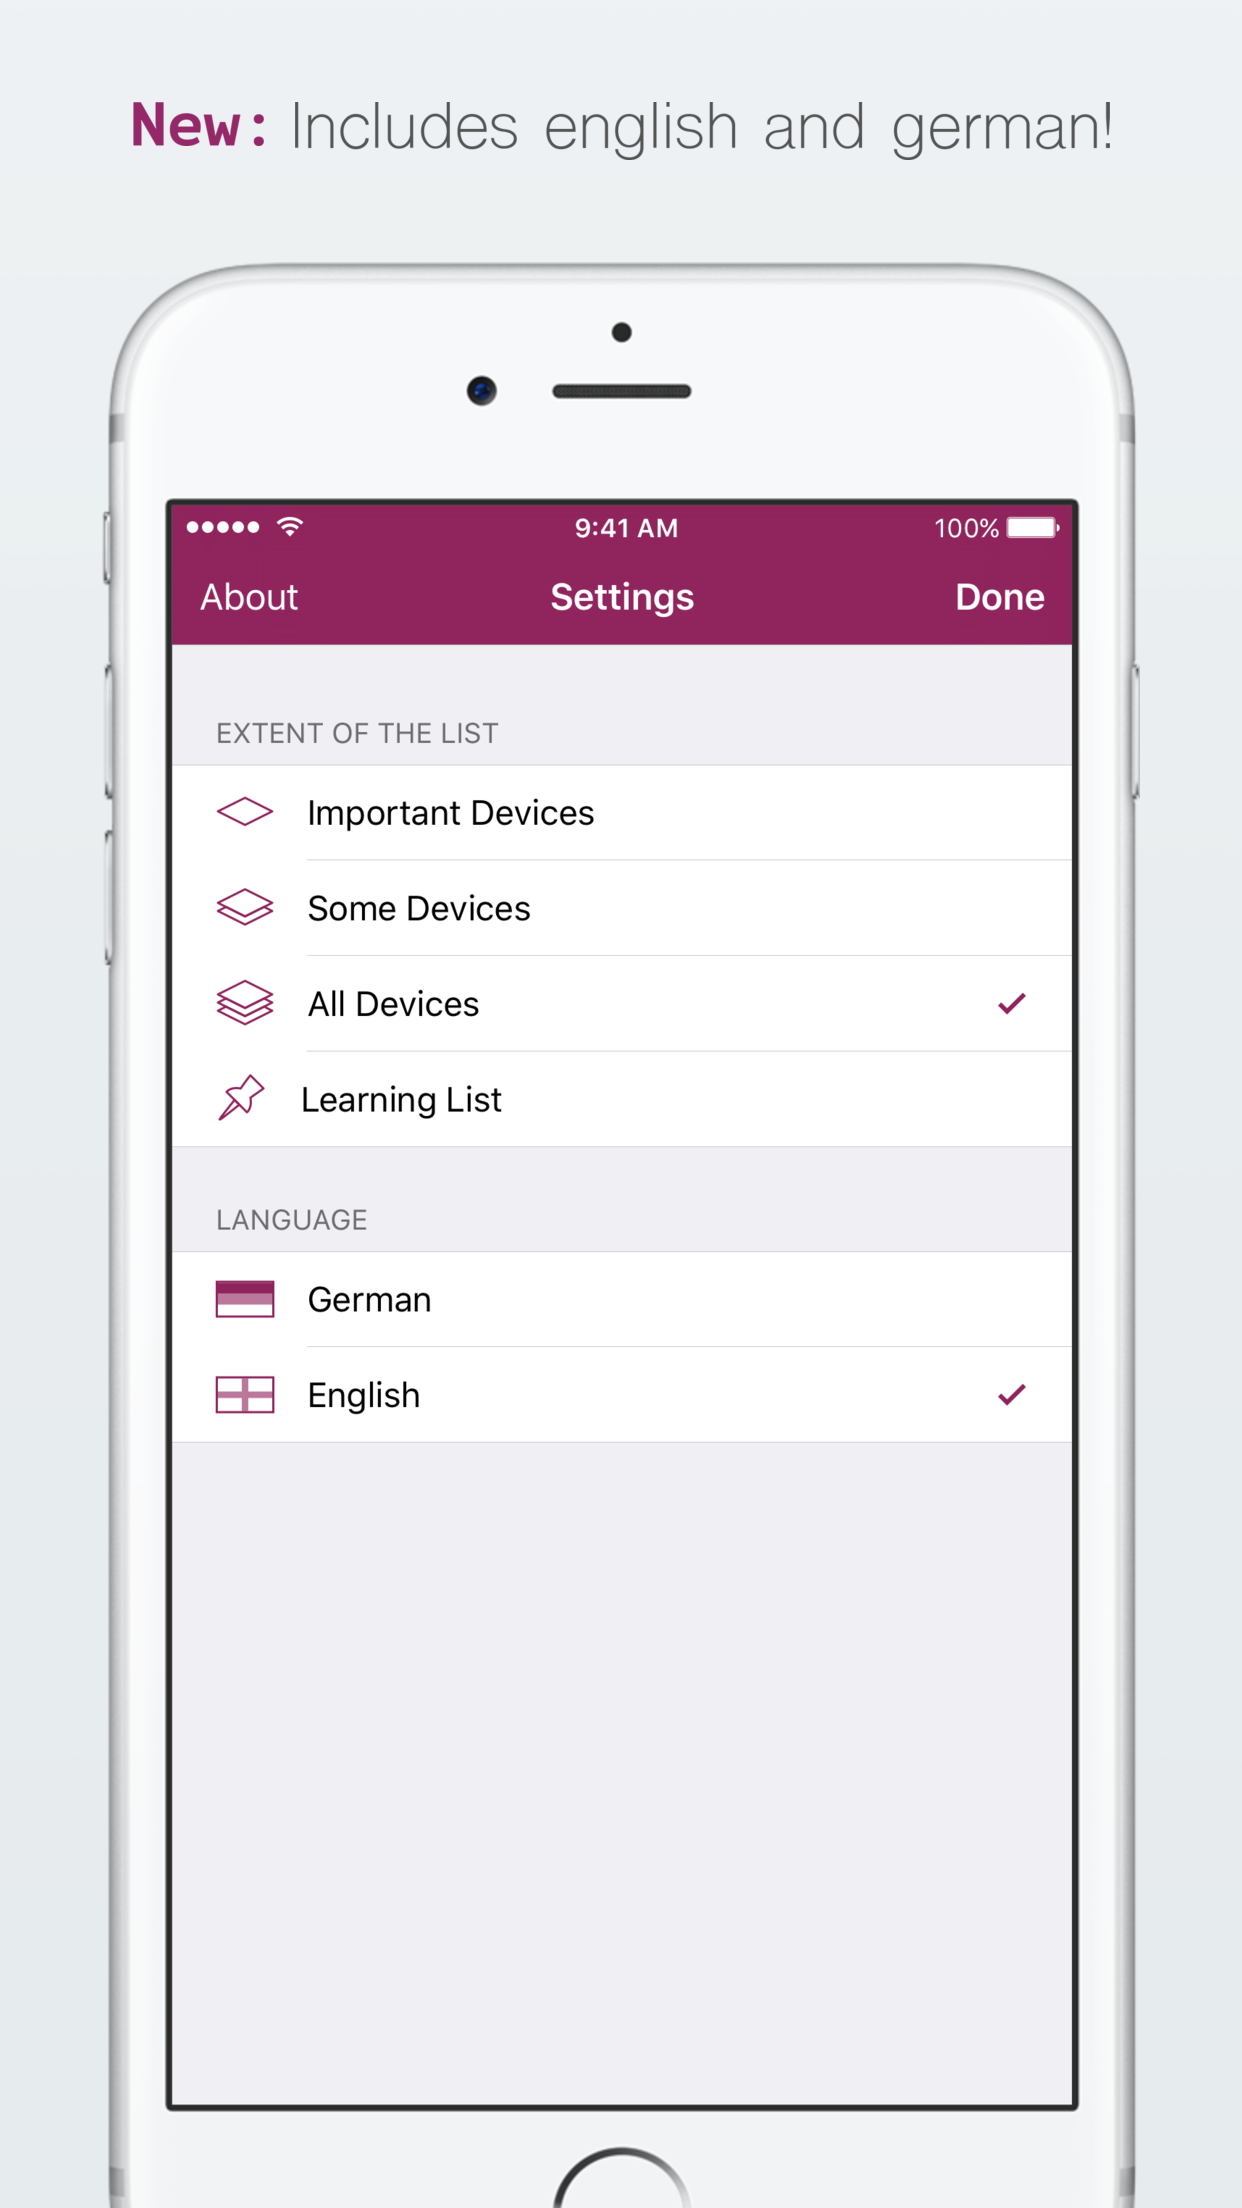 New: Includes english and german!
9:41 AM 100%
About Settings Done
EXTENT OF THE LIST
Important Devices
Some Devices
All Devices
Learning List
LANGUAGE
German
English